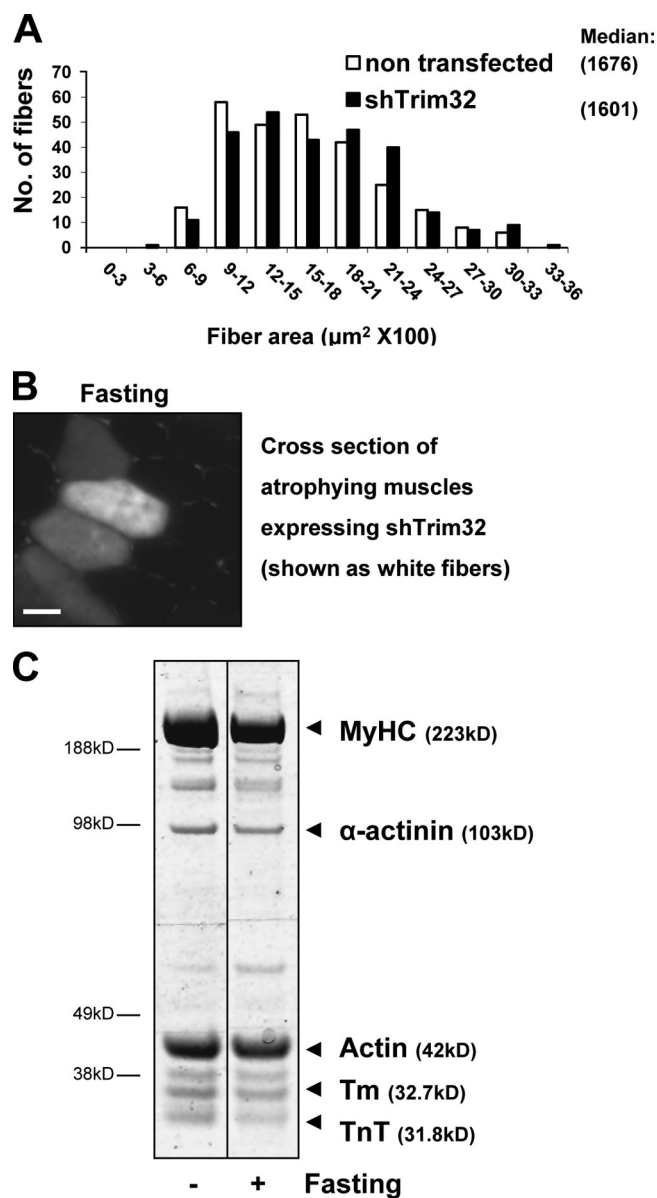 A
Median:
non transfected (1676)
shTrim32 (1601)
No. of fibers
70
60
50
40
30
20
10
0
0-3 3-6 6-9 9-12 12-15 15-18 18-21 21-24 24-27 27-30 30-33 33-36
Fiber area (µm² X100)
B
Fasting
Cross section of
atrophying muscles
expressing shTrim32
(shown as white fibers)
C
MyHC (223kD)
188kD
98kD
α-actinin (103kD)
49kD
Actin (42kD)
38kD
Tm (32.7kD)
TnT (31.8kD)
- + Fasting